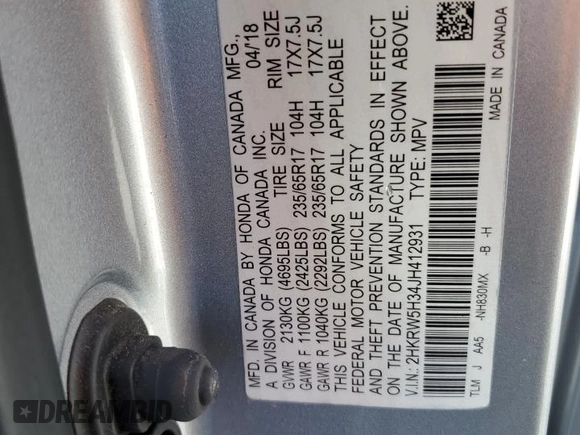 MFD. IN CANADA BY HONDA OF CANADA MFG.,
A DIVISION OF HONDA CANADA INC. 04/'18
GVWR 2130KG (4695LBS) TIRE SIZE RIM SIZE
GAWR F 1100KG (2425LBS) 235/65R17 104H 17X7.5J
GAWR R 1040KG (2292LBS) 235/65R17 104H 17X7.5J
THIS VEHICLE CONFORMS TO ALL APPLICABLE
FEDERAL MOTOR VEHICLE SAFETY
AND THEFT PREVENTION STANDARDS IN EFFECT
ON THE DATE OF MANUFACTURE SHOWN ABOVE.
V.I.N.: 2HKRW5H34JH412931 TYPE: MPV
TLM J AA5 -NH830MX -B -H MADE IN CANADA
DREAMBID